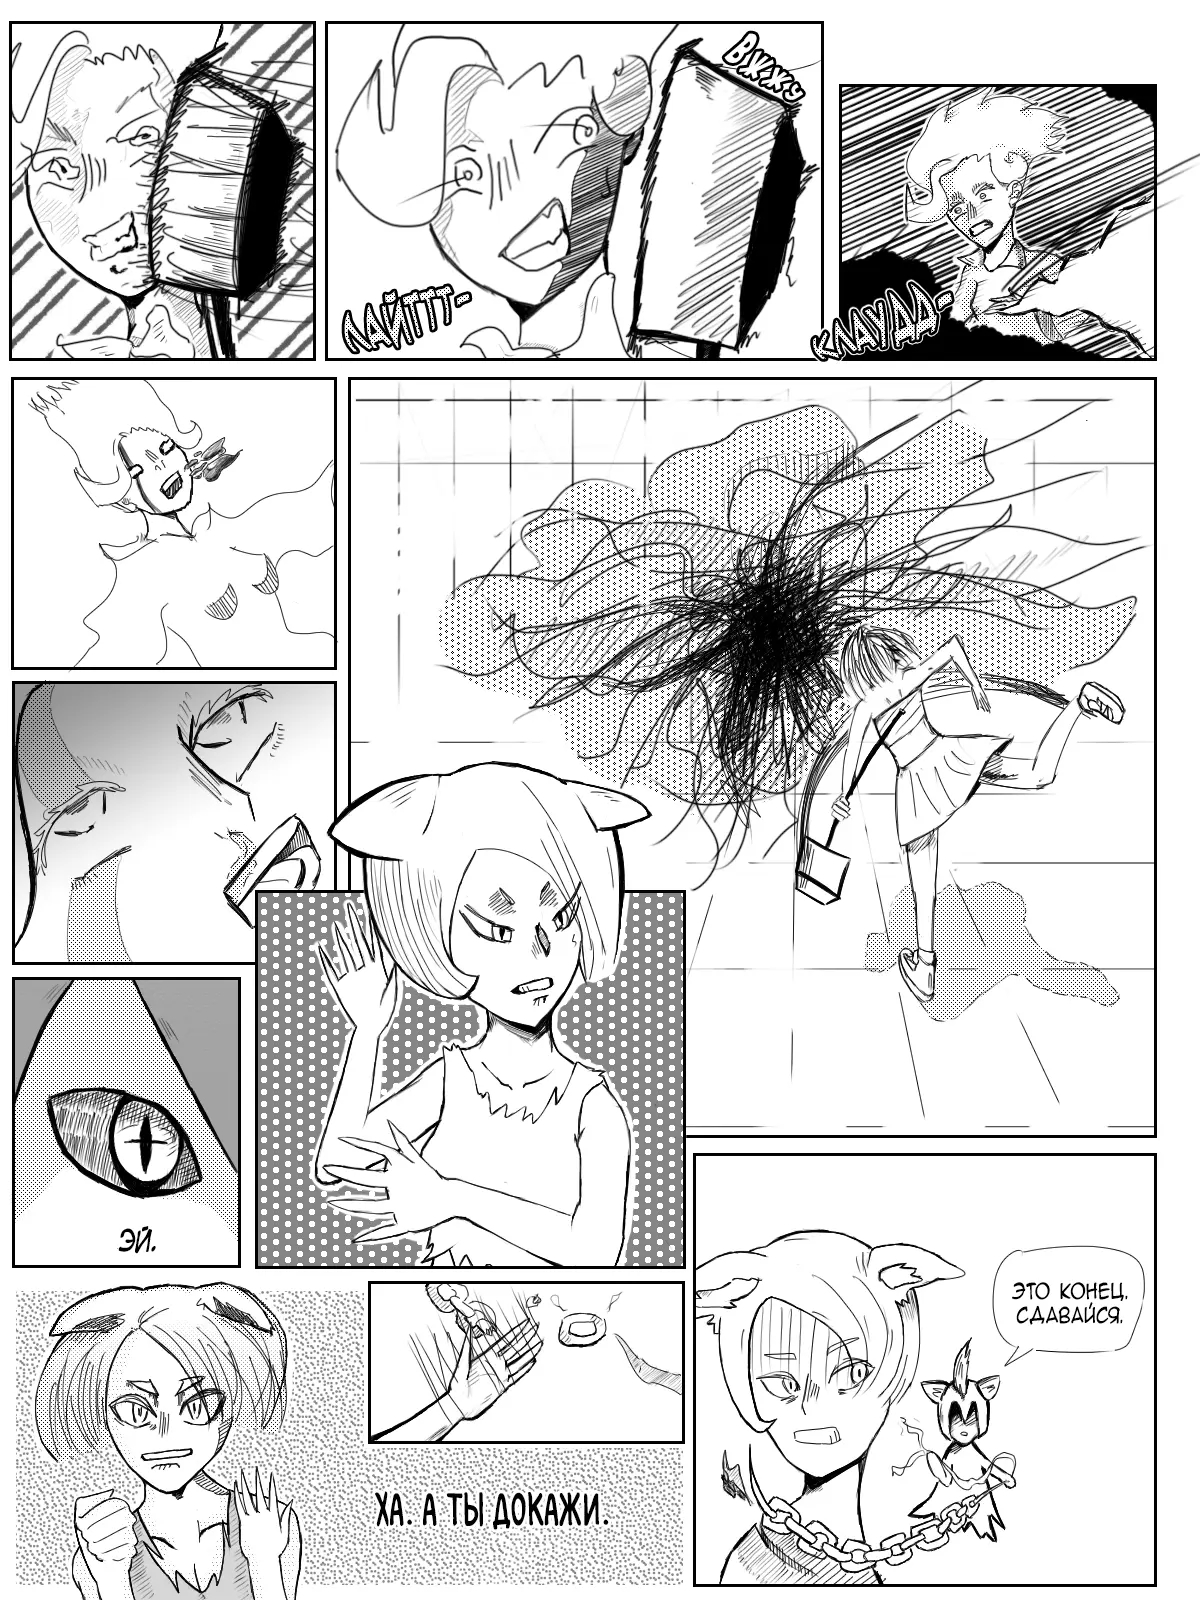 Вжжу
ЛАЙТТТ-
КЛАУДД-
ЭЙ.
ЭТО КОНЕЦ.
СДАВАЙСЯ.
ХА. А ТЫ ДОКАЖИ.